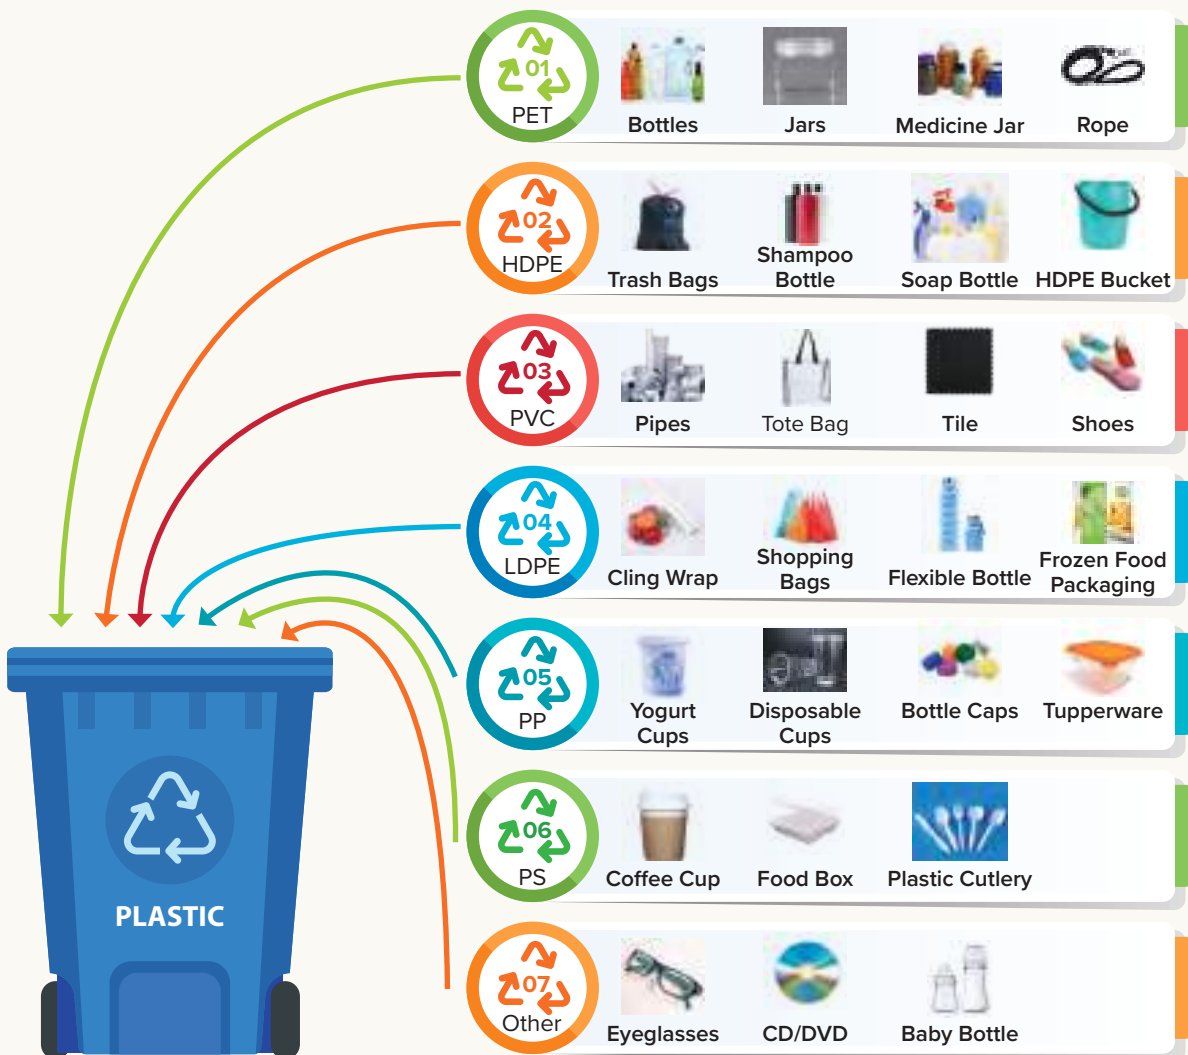 01
PET
Bottles
Jars
Medicine Jar
Rope
02
HDPE
Trash Bags
Shampoo
Bottle
Soap Bottle
HDPE Bucket
03
PVC
Pipes
Tote Bag
Tile
Shoes
04
LDPE
Cling Wrap
Shopping
Bags
Flexible Bottle
Frozen Food
Packaging
05
PP
Yogurt
Cups
Disposable
Cups
Bottle Caps
Tupperware
06
PS
Coffee Cup
Food Box
Plastic Cutlery
07
Other
Eyeglasses
CD/DVD
Baby Bottle
PLASTIC